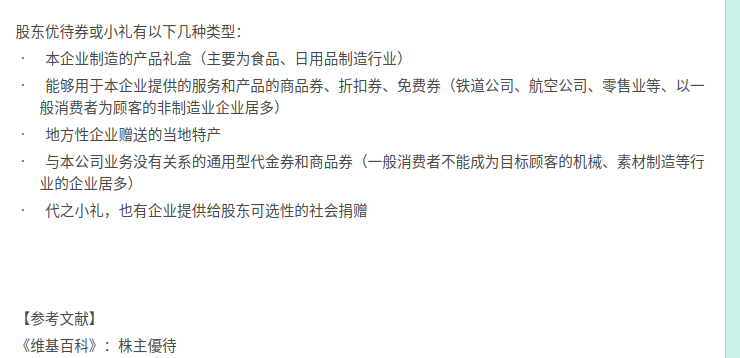 股东优待券或小礼有以下几种类型：
· 本企业制造的产品礼盒（主要为食品、日用品制造行业）
· 能够用于本企业提供的服务和产品的商品券、折扣券、免费券（铁道公司、航空公司、零售业等、以一
般消费者为顾客的非制造业企业居多）
· 地方性企业赠送的当地特产
· 与本公司业务没有关系的通用型代金券和商品券（一般消费者不能成为目标顾客的机械、素材制造等行
业的企业居多）
· 代之小礼，也有企业提供给股东可选性的社会捐赠
【参考文献】
《维基百科》：株主優待